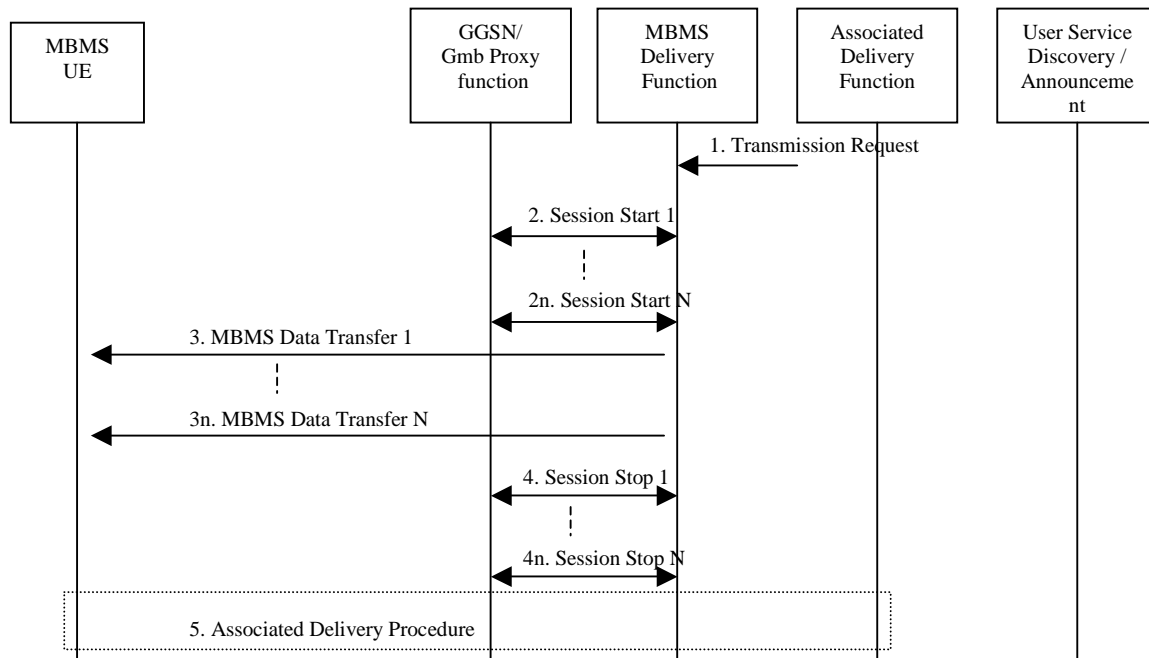 MBMS
UE
GGSN/
Gmb Proxy
function
MBMS
Delivery
Function
Associated
Delivery
Function
User Service
Discovery /
Announceme
nt
1. Transmission Request
2. Session Start 1
2n. Session Start N
3. MBMS Data Transfer 1
3n. MBMS Data Transfer N
4. Session Stop 1
4n. Session Stop N
5. Associated Delivery Procedure